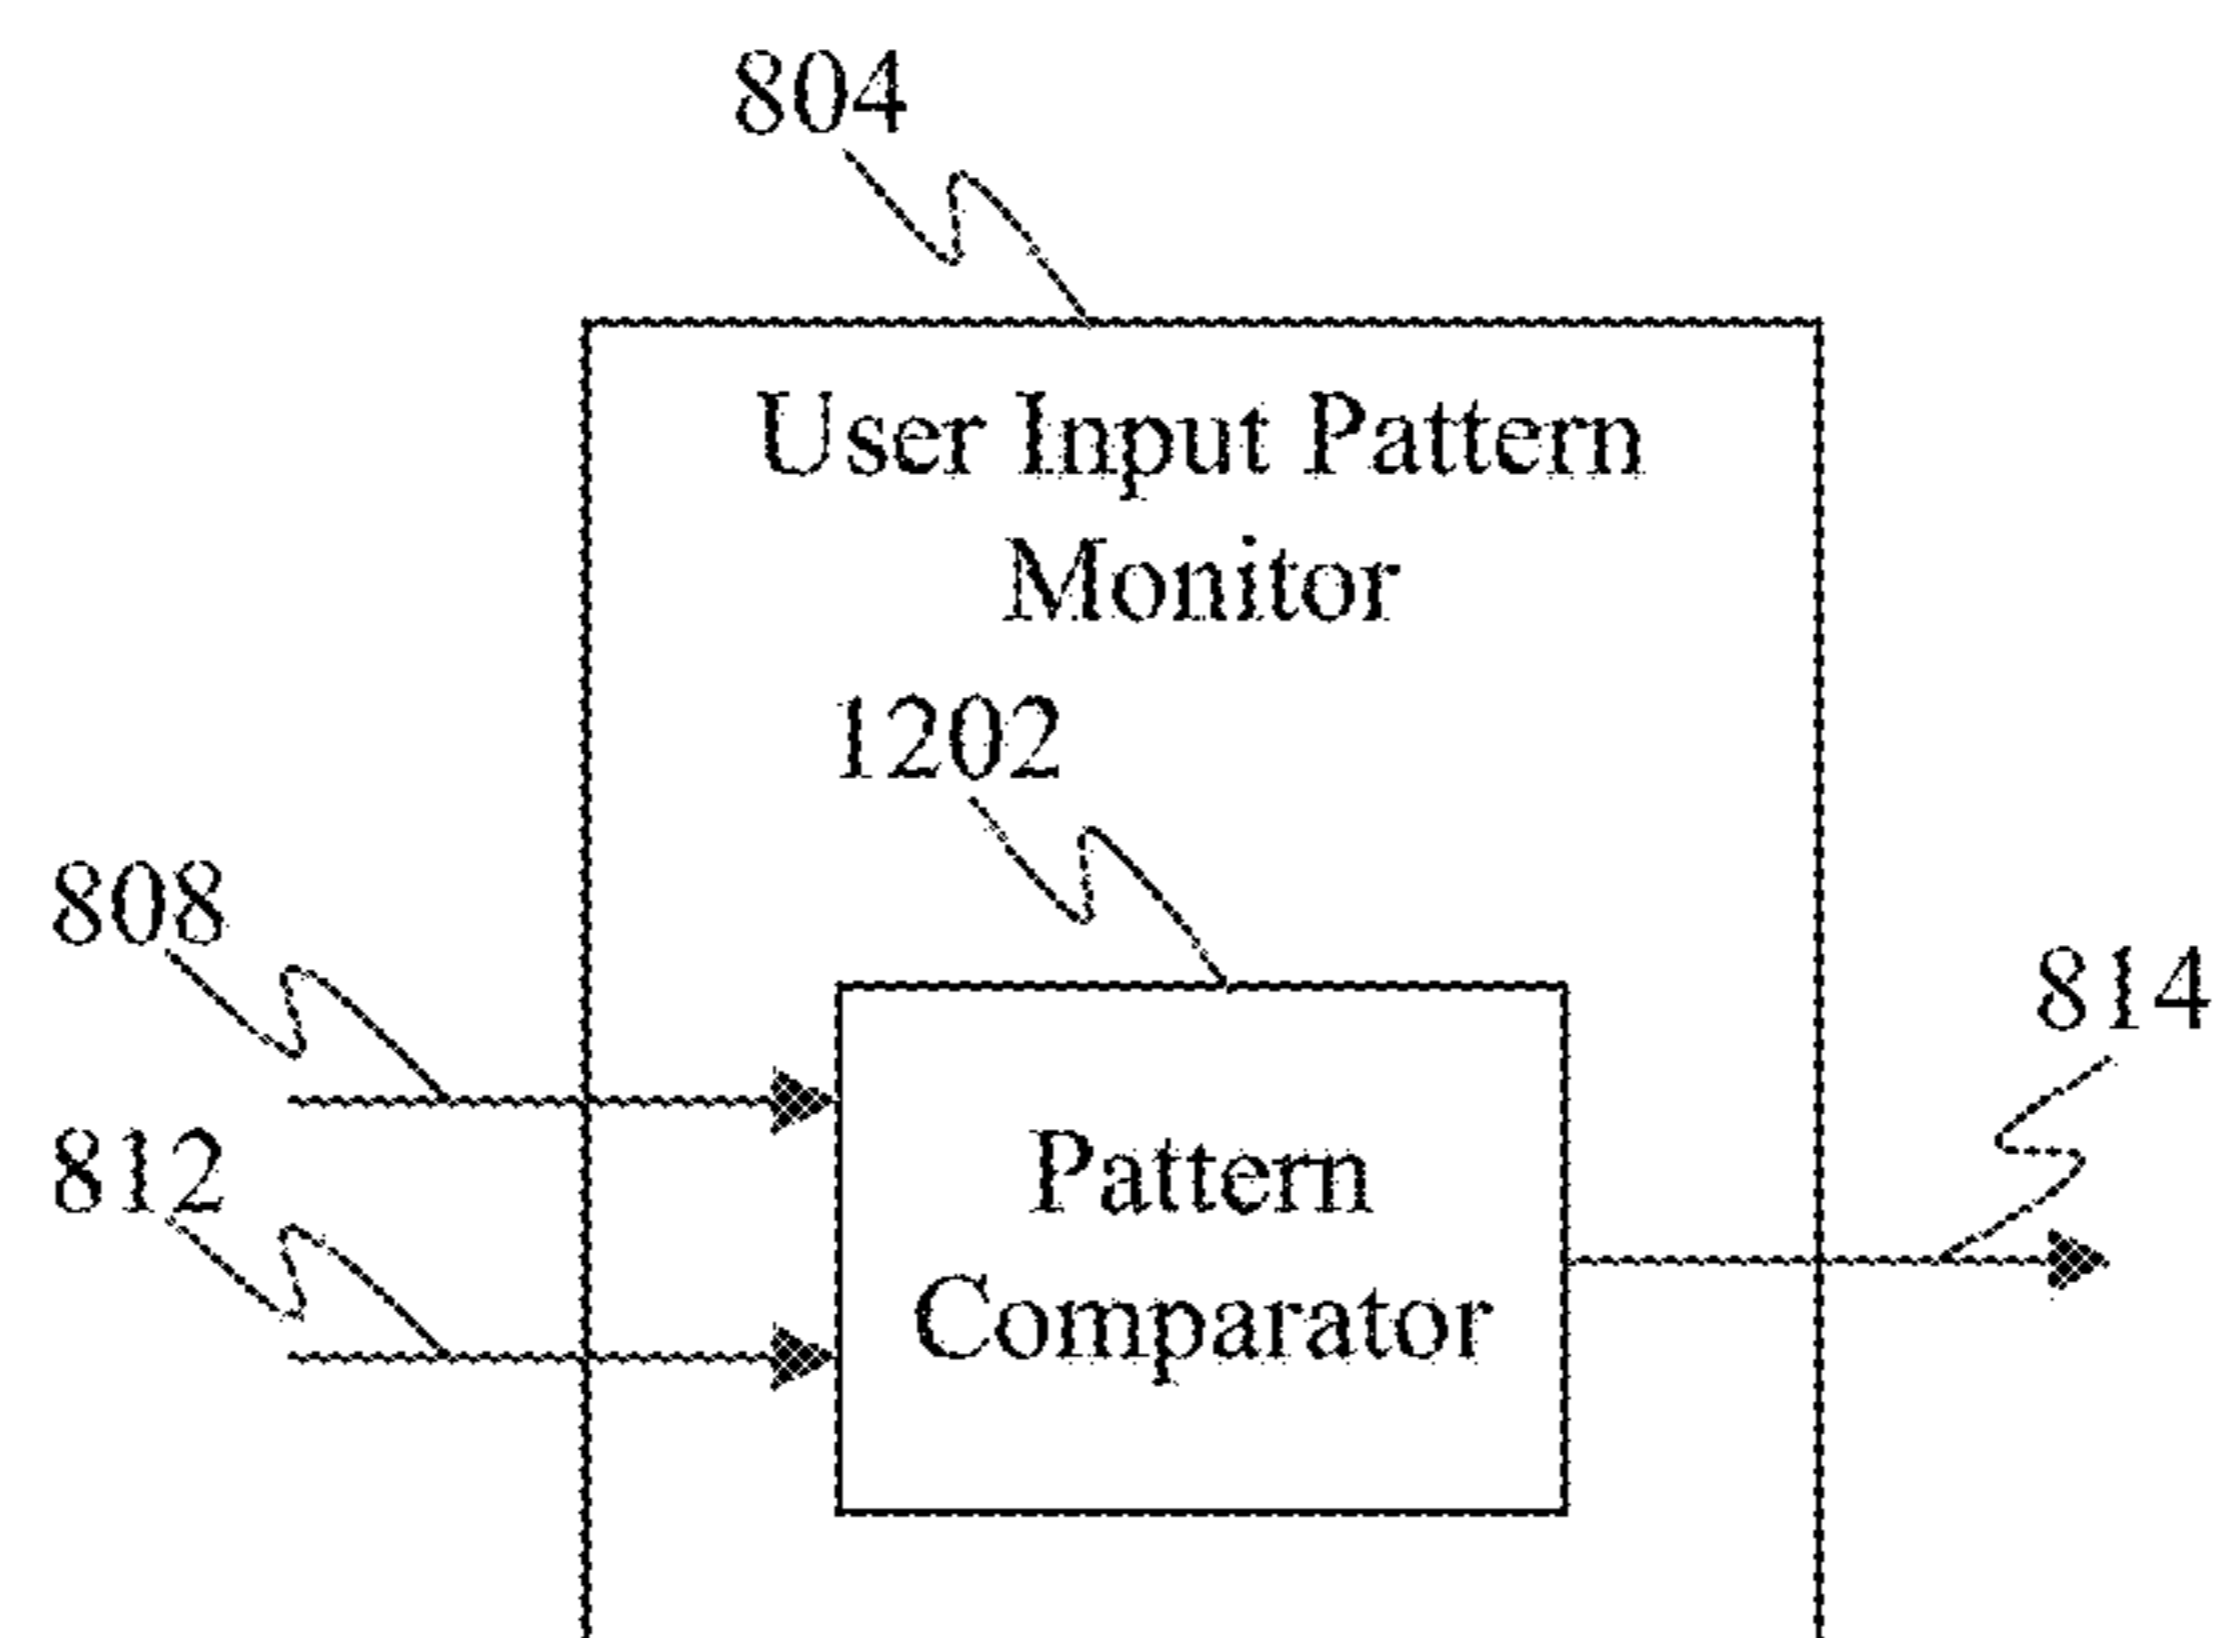 804
User Input Pattern
Monitor
1202
808
814
812
Pattern
Comparator